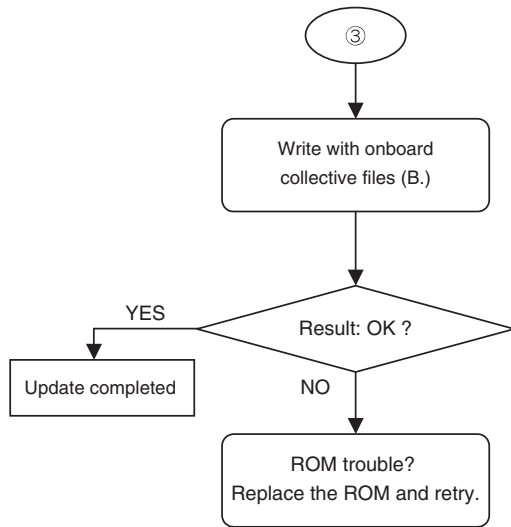 ③
Write with onboard
collective files (B.)
YES
Result: OK ?
Update completed
NO
ROM trouble?
Replace the ROM and retry.